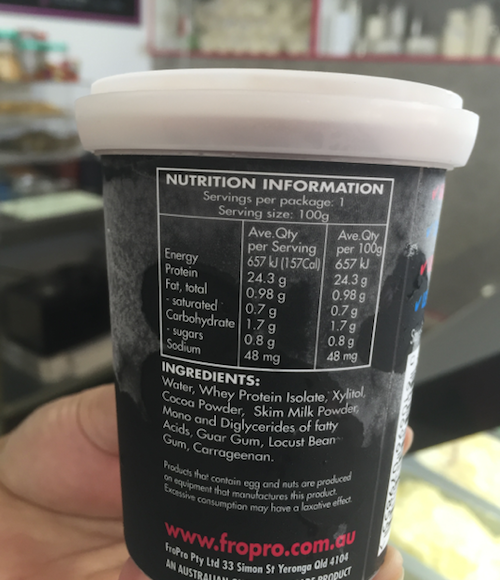 NUTRITION INFORMATION
Servings per package: 1
Serving size: 100g
Ave.Qty per Serving Ave.Qty per 100g
Energy 657 kJ (157Cal) 657 kJ
Protein 24.3 g 24.3 g
Fat, total 0.98 g 0.98 g
- saturated 0.7 g 0.7 g
Carbohydrate 1.7 g 1.7 g
- sugars 0.8 g 0.8 g
Sodium 48 mg 48 mg
INGREDIENTS:
Water, Whey Protein Isolate, Xylitol,
Cocoa Powder, Skim Milk Powder,
Mono and Diglycerides of fatty
Acids, Guar Gum, Locust Bean
Gum, Carrageenan.
Products that contain egg and nuts are produced
on equipment that manufactures this product.
Excessive consumption may have a laxative effect.
www.fropro.com.au
FroPro Pty Ltd 33 Simon St Yeronga Qld 4104
AN AUSTRALIAN PRODUCT